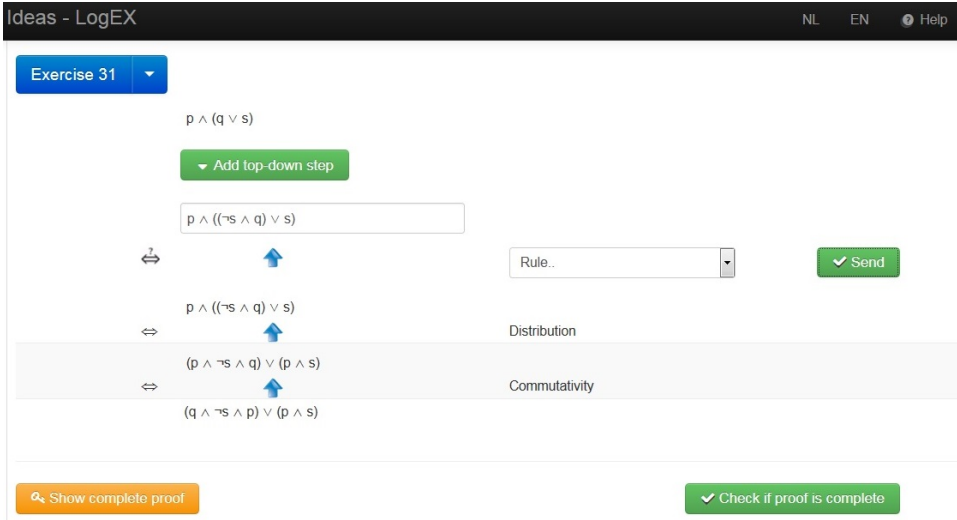 Ideas - LogEX NL EN Help
Exercise 31
p ∧ (q ∨ s)
Add top-down step
p ∧ ((¬s ∧ q) ∨ s)
?
⇔ Rule.. Send
p ∧ ((¬s ∧ q) ∨ s)
⇔ Distribution
(p ∧ ¬s ∧ q) ∨ (p ∧ s)
⇔ Commutativity
(q ∧ ¬s ∧ p) ∨ (p ∧ s)
Show complete proof Check if proof is complete